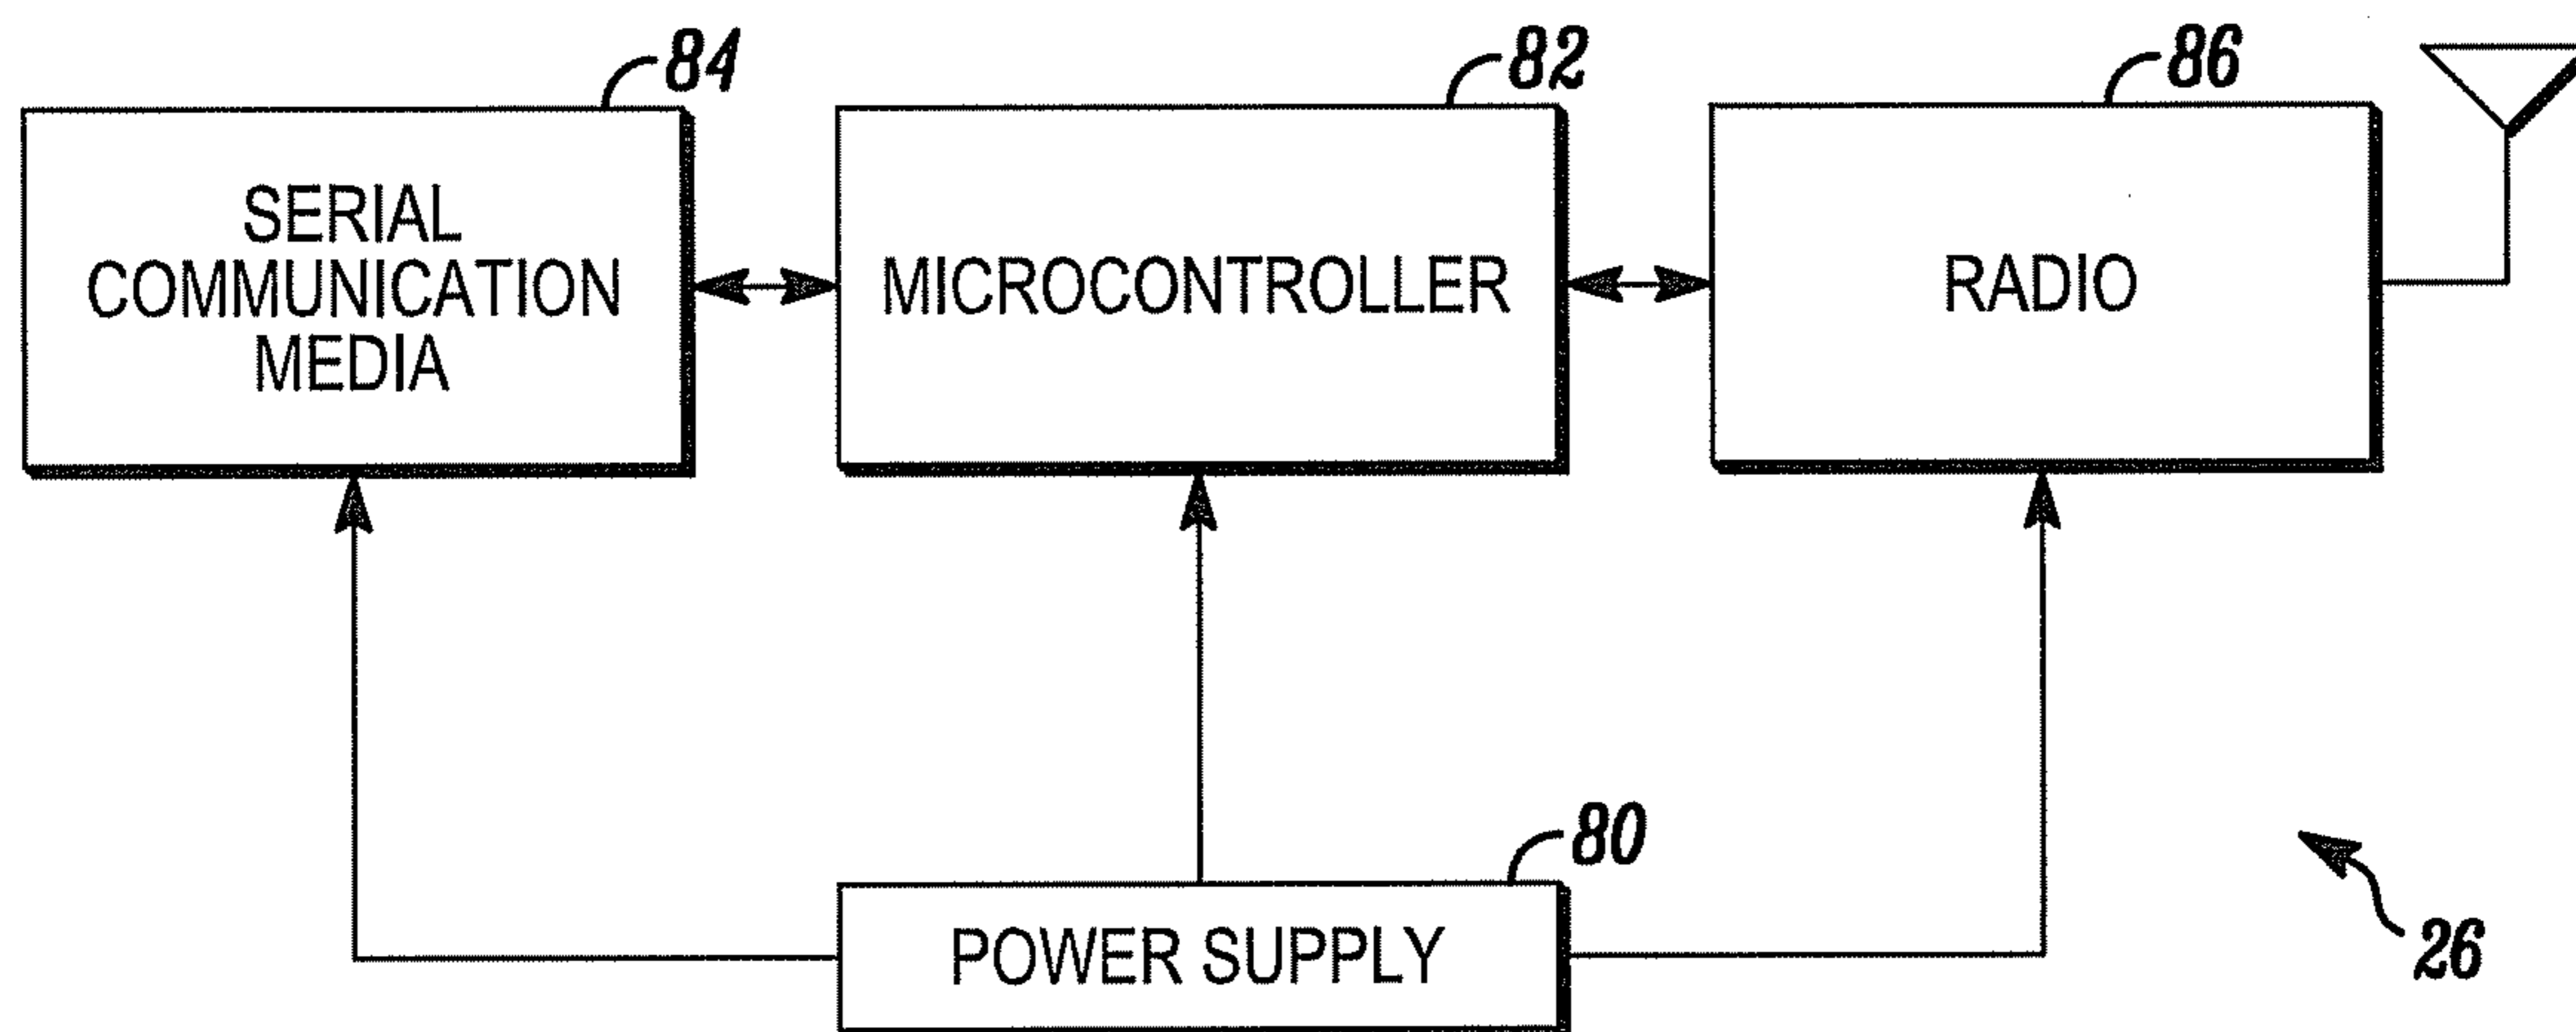 84
82
86
SERIAL
COMMUNICATION
MEDIA
MICROCONTROLLER
RADIO
80
POWER SUPPLY
26